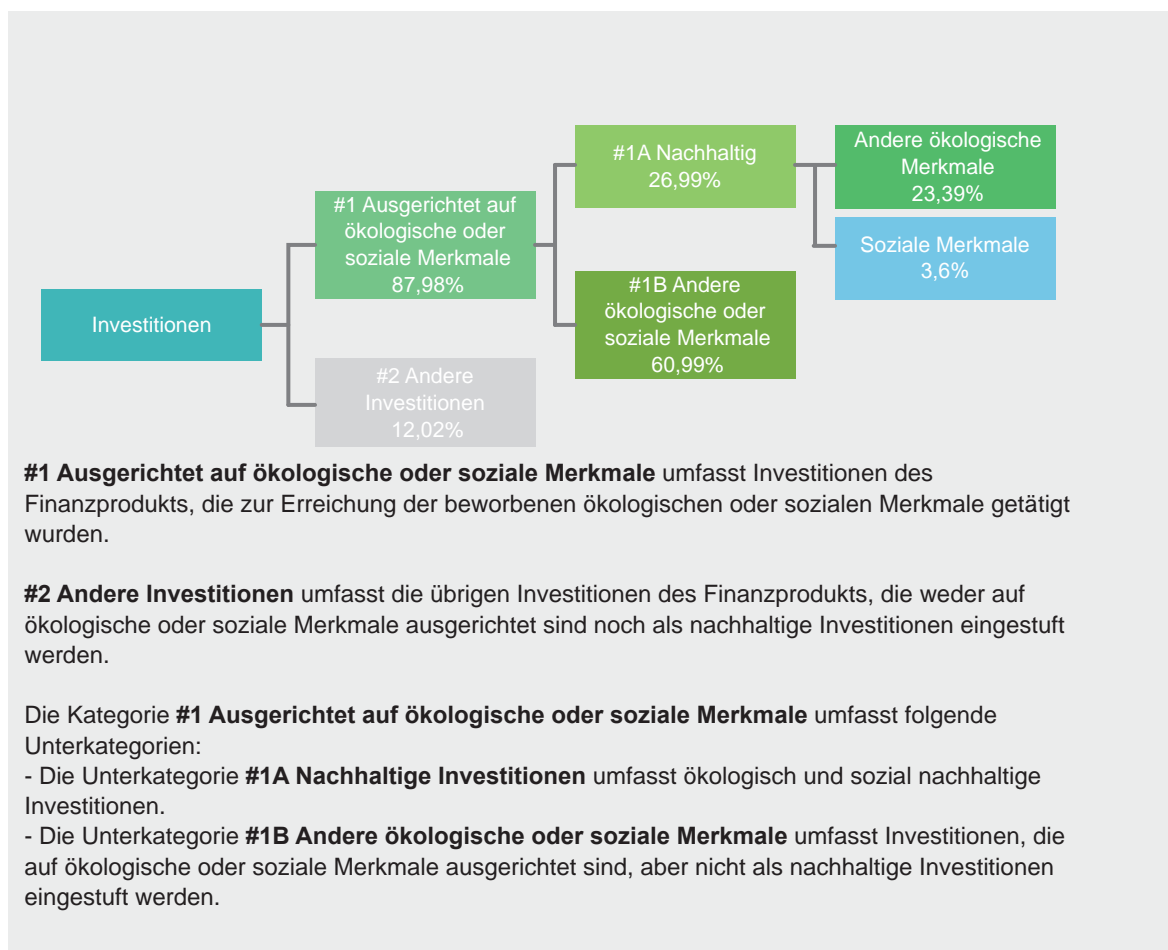 Investitionen
#1 Ausgerichtet auf
ökologische oder
soziale Merkmale
87,98%
#2 Andere
Investitionen
12,02%
#1A Nachhaltig
26,99%
#1B Andere
ökologische oder
soziale Merkmale
60,99%
Andere ökologische
Merkmale
23,39%
Soziale Merkmale
3,6%
#1 Ausgerichtet auf ökologische oder soziale Merkmale umfasst Investitionen des
Finanzprodukts, die zur Erreichung der beworbenen ökologischen oder sozialen Merkmale getätigt
wurden.
#2 Andere Investitionen umfasst die übrigen Investitionen des Finanzprodukts, die weder auf
ökologische oder soziale Merkmale ausgerichtet sind noch als nachhaltige Investitionen eingestuft
werden.
Die Kategorie #1 Ausgerichtet auf ökologische oder soziale Merkmale umfasst folgende
Unterkategorien:
- Die Unterkategorie #1A Nachhaltige Investitionen umfasst ökologisch und sozial nachhaltige
Investitionen.
- Die Unterkategorie #1B Andere ökologische oder soziale Merkmale umfasst Investitionen, die
auf ökologische oder soziale Merkmale ausgerichtet sind, aber nicht als nachhaltige Investitionen
eingestuft werden.